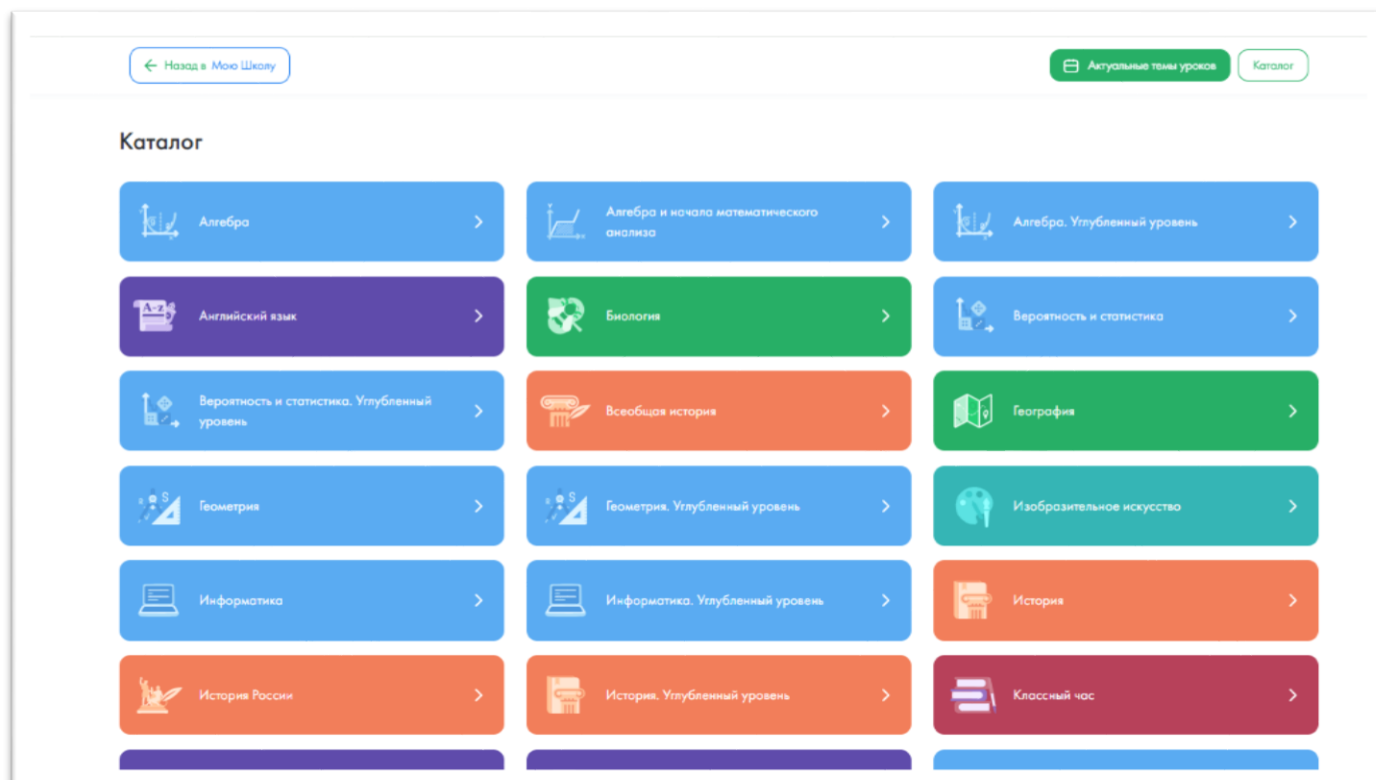 ← Назад в Мою Школу
Актуальные темы уроков
Каталог
Каталог
Алгебра
Алгебра и начала математического
анализа
Алгебра. Углубленный уровень
A-Z
Английский язык
Биология
Вероятность и статистика
Вероятность и статистика. Углубленный
уровень
Всеобщая история
География
S
Геометрия
S
Геометрия. Углубленный уровень
Изобразительное искусство
Информатика
Информатика. Углубленный уровень
История
История России
История. Углубленный уровень
Классный час